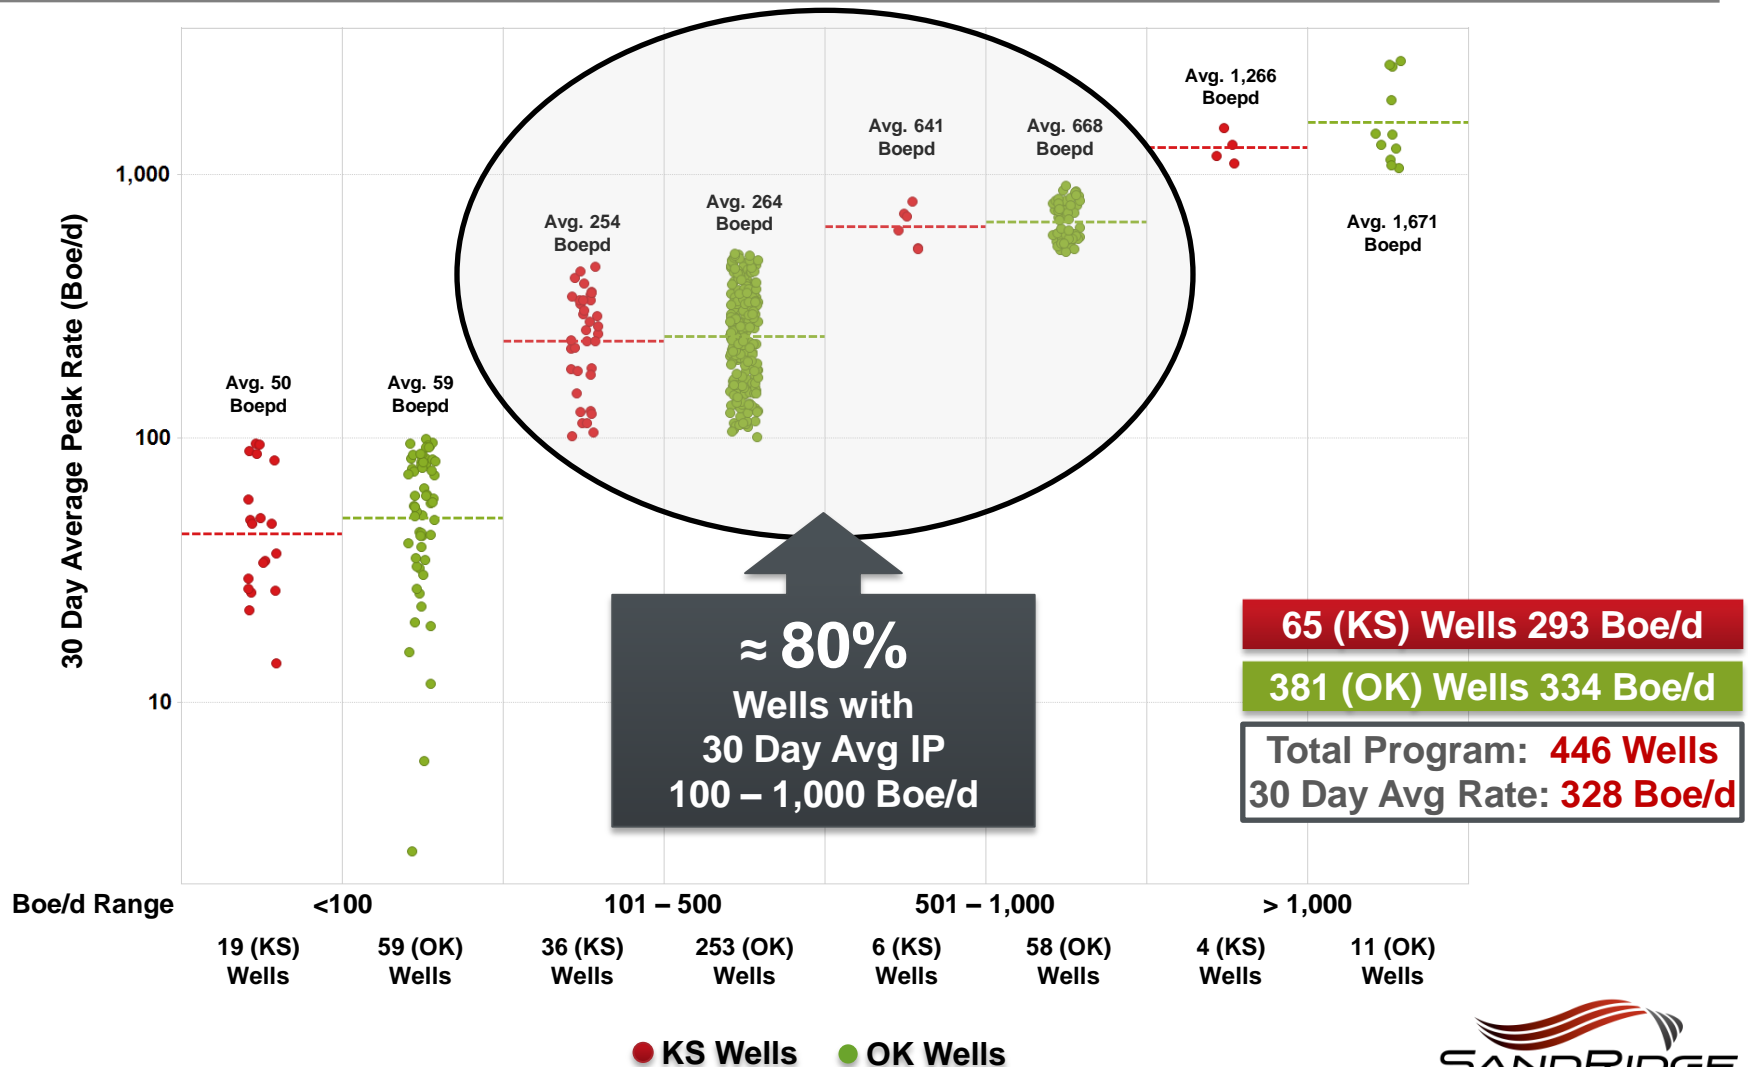 30 Day Average Peak Rate (Boe/d)
1,000
100
10
Avg. 50
Boepd
Avg. 59
Boepd
Avg. 254
Boepd
Avg. 264
Boepd
Avg. 641
Boepd
Avg. 668
Boepd
Avg. 1,266
Boepd
Avg. 1,671
Boepd
≈ 80%
Wells with
30 Day Avg IP
100 – 1,000 Boe/d
65 (KS) Wells 293 Boe/d
381 (OK) Wells 334 Boe/d
Total Program: 446 Wells
30 Day Avg Rate: 328 Boe/d
Boe/d Range
<100
101 – 500
501 – 1,000
> 1,000
19 (KS)
Wells
59 (OK)
Wells
36 (KS)
Wells
253 (OK)
Wells
6 (KS)
Wells
58 (OK)
Wells
4 (KS)
Wells
11 (OK)
Wells
KS Wells
OK Wells
SANDRIDGE